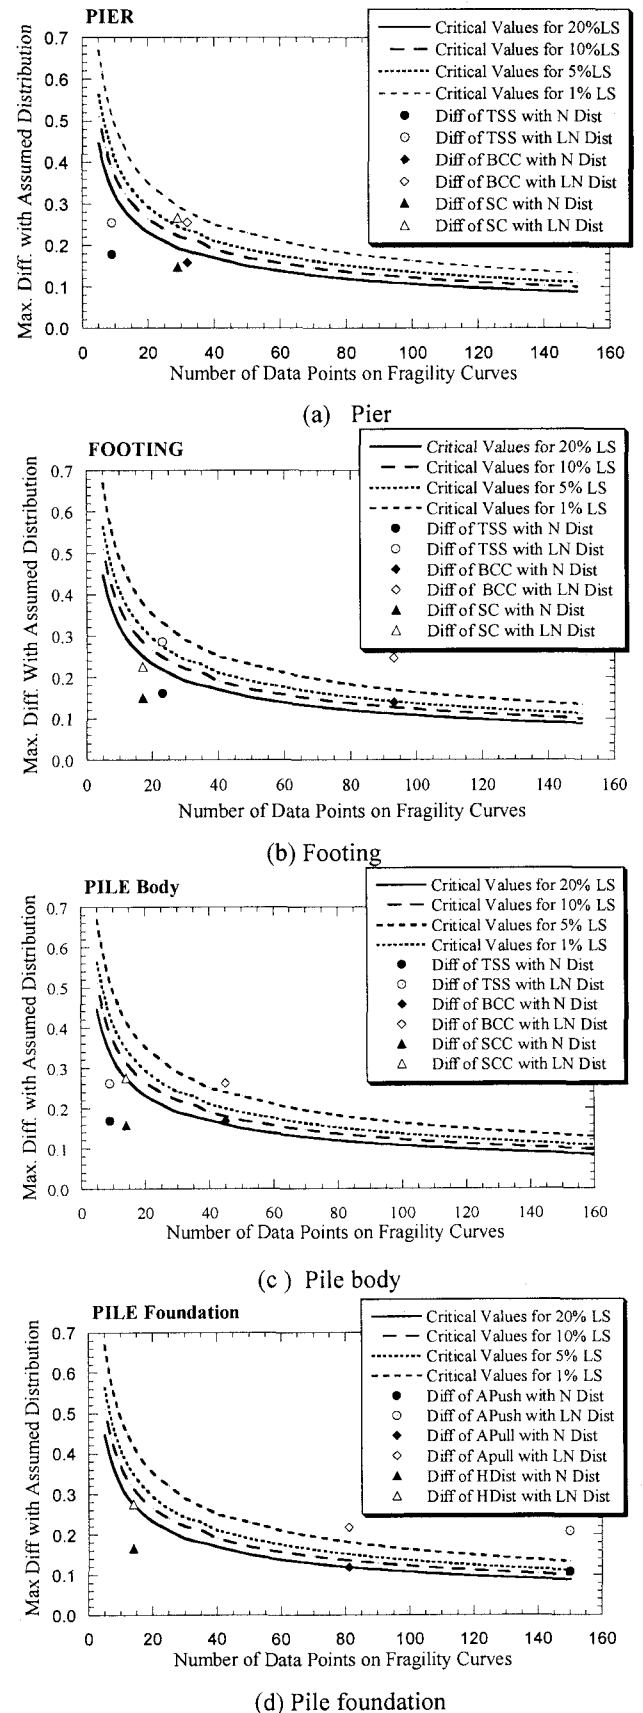 PIER
Critical Values for 20%LS
Critical Values for 10%LS
Critical Values for 5%LS
Critical Values for 1% LS
Diff of TSS with N Dist
Diff of TSS with LN Dist
Diff of BCC with N Dist
Diff of BCC with LN Dist
Diff of SC with N Dist
Diff of SC with LN Dist
Max. Diff. with Assumed Distribution
0.7
0.6
0.5
0.4
0.3
0.2
0.1
0.0
0 20 40 60 80 100 120 140 160
Number of Data Points on Fragility Curves
(a) Pier
FOOTING
Critical Values for 20% LS
Critical Values for 10% LS
Critical Values for 5% LS
Critical Values for 1% LS
Diff of TSS with N Dist
Diff of TSS with LN Dist
Diff of BCC with N Dist
Diff of BCC with LN Dist
Diff of SC with N Dist
Diff of SC with LN Dist
Max. Diff. With Assumed Distribution
0.7
0.6
0.5
0.4
0.3
0.2
0.1
0.0
0 20 40 60 80 100 120 140 160
Number of Data Points on Fragility Curves
(b) Footing
PILE Body
Critical Values for 20% LS
Critical Values for 10% LS
Critical Values for 5% LS
Critical Values for 1% LS
Diff of TSS with N Dist
Diff of TSS with LN Dist
Diff of BCC with N Dist
Diff of BCC with LN Dist
Diff of SCC with N Dist
Diff of SCC with LN Dist
Max. Diff. with Assumed Distribution
0.7
0.6
0.5
0.4
0.3
0.2
0.1
0.0
0 20 40 60 80 100 120 140 160
Number of Data Points on Fragility Curves
(c ) Pile body
PILE Foundation
Critical Values for 20% LS
Critical Values for 10% LS
Critical Values for 5% LS
Critical Values for 1% LS
Diff of APush with N Dist
Diff of APush with LN Dist
Diff of APull with N Dist
Diff of Apull with LN Dist
Diff of HDist with N Dist
Diff of HDist with LN Dist
Max Diff with Assumed Distribution
0.7
0.6
0.5
0.4
0.3
0.2
0.1
0.0
0 20 40 60 80 100 120 140 160
Number of Data Points on Fragility Curves
(d) Pile foundation